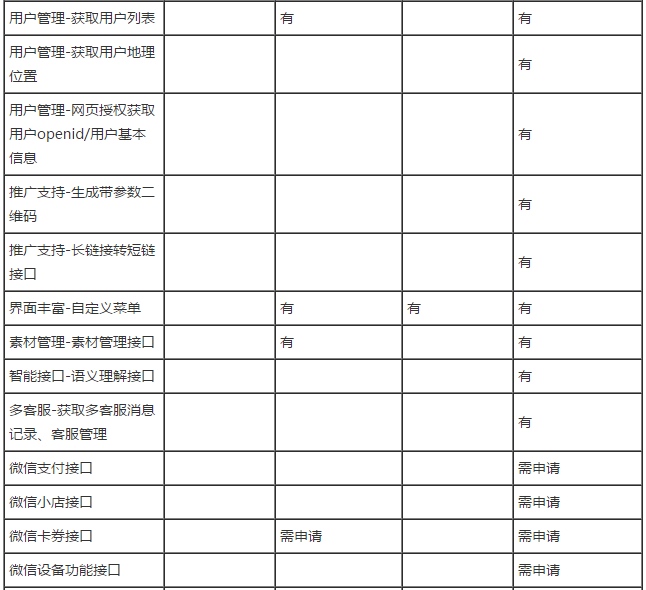 用户管理-获取用户列表 有 有
用户管理-获取用户地理
位置 有
用户管理-网页授权获取
用户openid/用户基本 有
信息
推广支持-生成带参数二
维码 有
推广支持-长链接转短链
接口 有
界面丰富-自定义菜单 有 有 有
素材管理-素材管理接口 有 有
智能接口-语义理解接口 有
多客服-获取多客服消息
记录、客服管理 有
微信支付接口 需申请
微信小店接口 需申请
微信卡券接口 需申请 需申请
微信设备功能接口 需申请